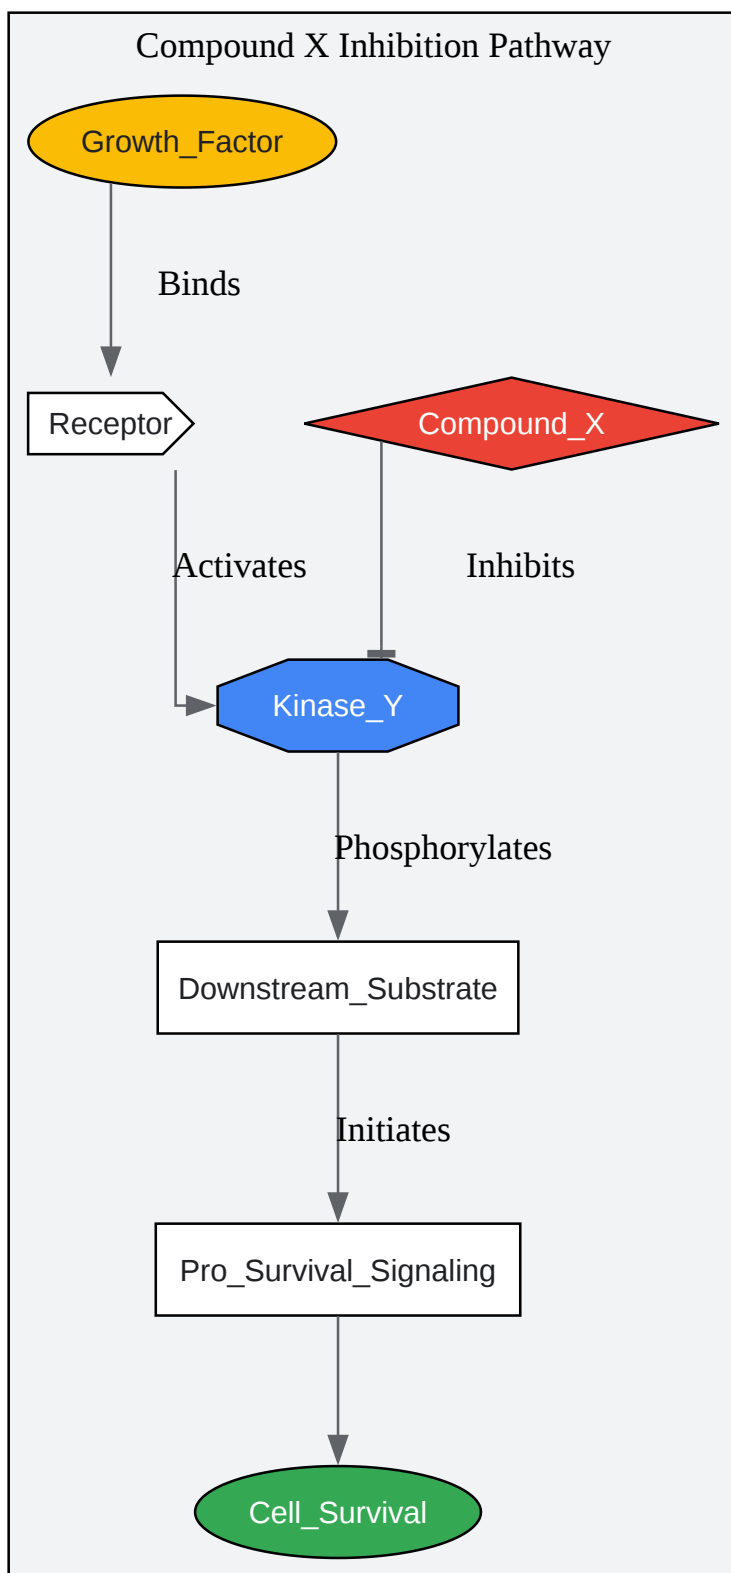 Compound X Inhibition Pathway
Growth_Factor
Binds
Receptor
Compound_X
Activates
Inhibits
Kinase_Y
Phosphorylates
Downstream_Substrate
Initiates
Pro_Survival_Signaling
Cell_Survival